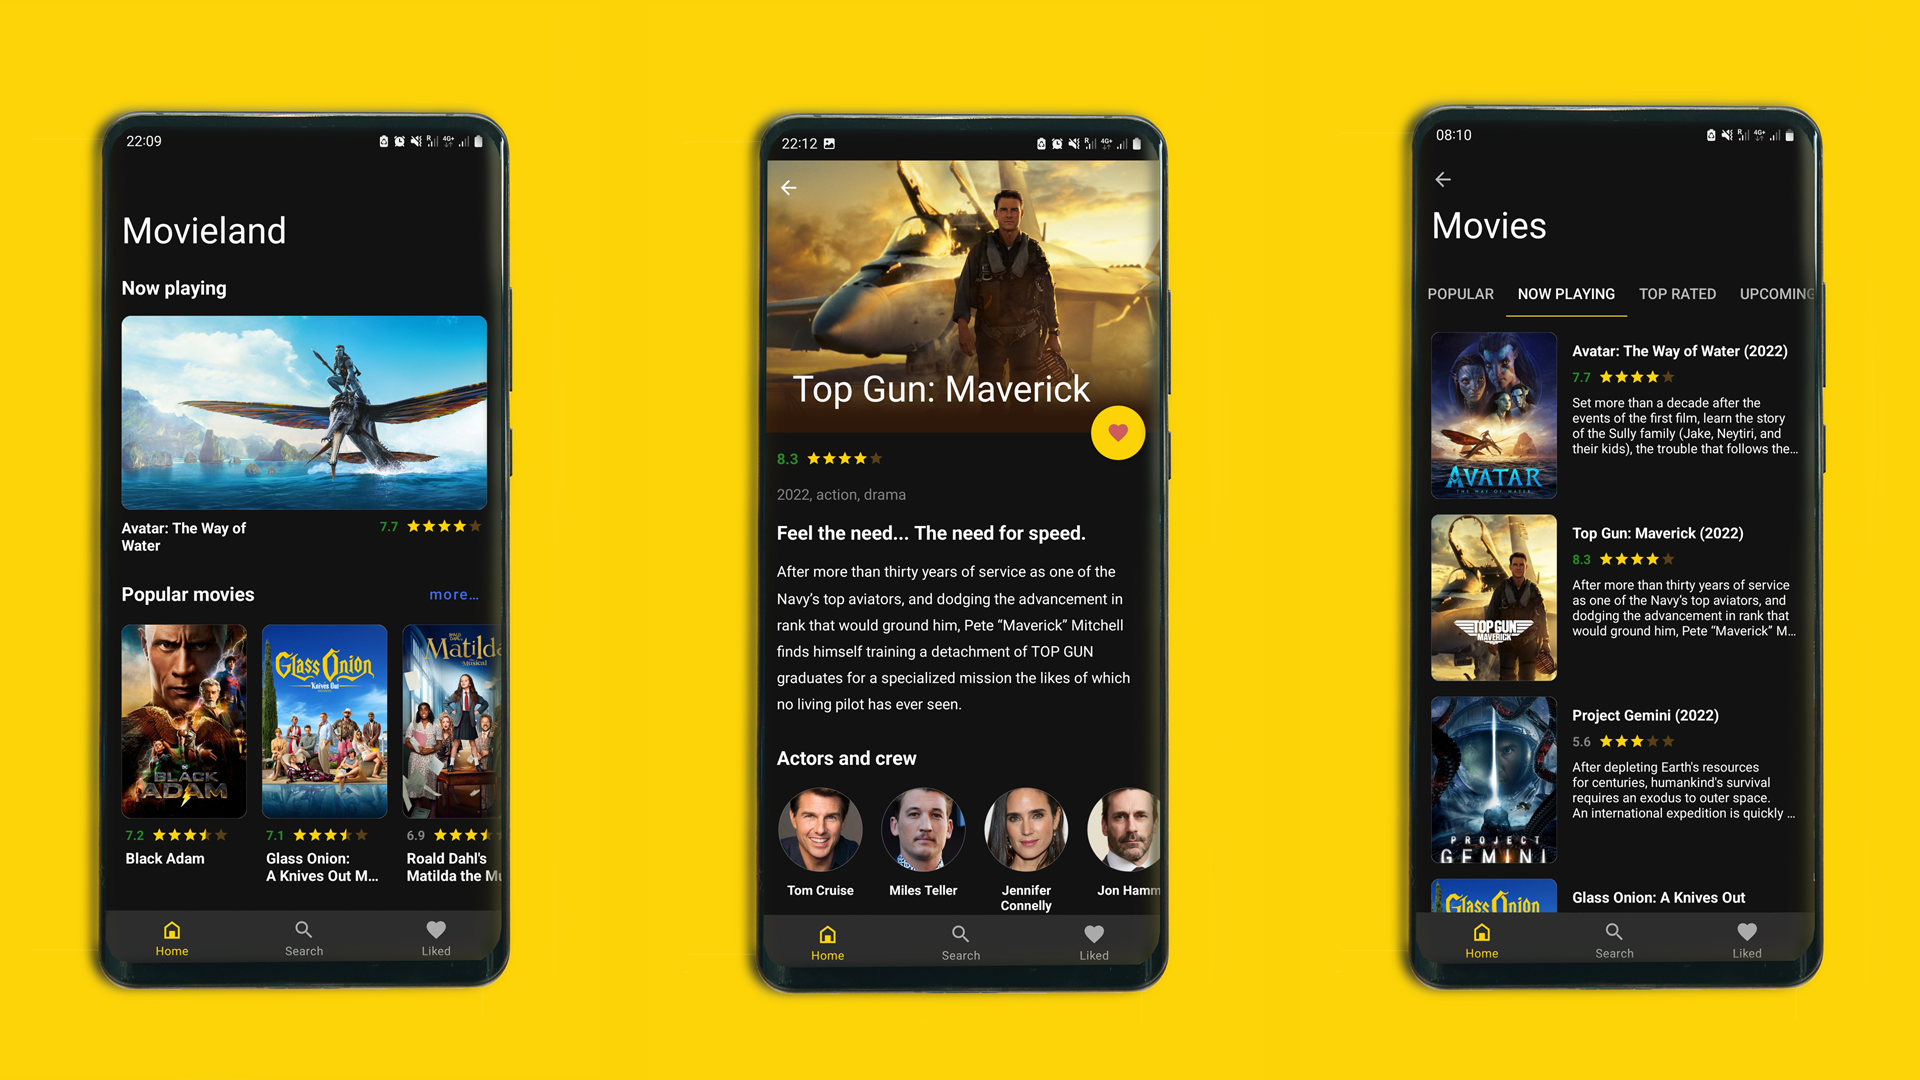 22:09
4G+
Movieland
Now playing
Avatar: The Way of
Water
7.7
Popular movies
more...
BLACK
ADAM
Glass Onion
Knives Out
Matilda
Musical
7.2
7.1
6.9
Black Adam
Glass Onion:
A Knives Out M...
Roald Dahl's
Matilda the Mu
Home
Search
Liked
22:12
4G+
Top Gun: Maverick
8.3
2022, action, drama
Feel the need... The need for speed.
After more than thirty years of service as one of the
Navy’s top aviators, and dodging the advancement in
rank that would ground him, Pete “Maverick” Mitchell
finds himself training a detachment of TOP GUN
graduates for a specialized mission the likes of which
no living pilot has ever seen.
Actors and crew
Tom Cruise
Miles Teller
Jennifer
Connelly
Jon Hamm
Home
Search
Liked
08:10
4G+
Movies
POPULAR
NOW PLAYING
TOP RATED
UPCOMING
AVATAR
THE WAY OF WATER
Avatar: The Way of Water (2022)
7.7
Set more than a decade after the
events of the first film, learn the story
of the Sully family (Jake, Neytiri, and
their kids), the trouble that follows the...
TOP GUN
MAVERICK
Top Gun: Maverick (2022)
8.3
After more than thirty years of service
as one of the Navy’s top aviators, and
dodging the advancement in rank that
would ground him, Pete “Maverick” M...
PROJECT
GEMINI
Project Gemini (2022)
5.6
After depleting Earth's resources
for centuries, humankind's survival
requires an exodus to outer space.
An international expedition is quickly ...
Glass Onion
Glass Onion: A Knives Out
Home
Search
Liked